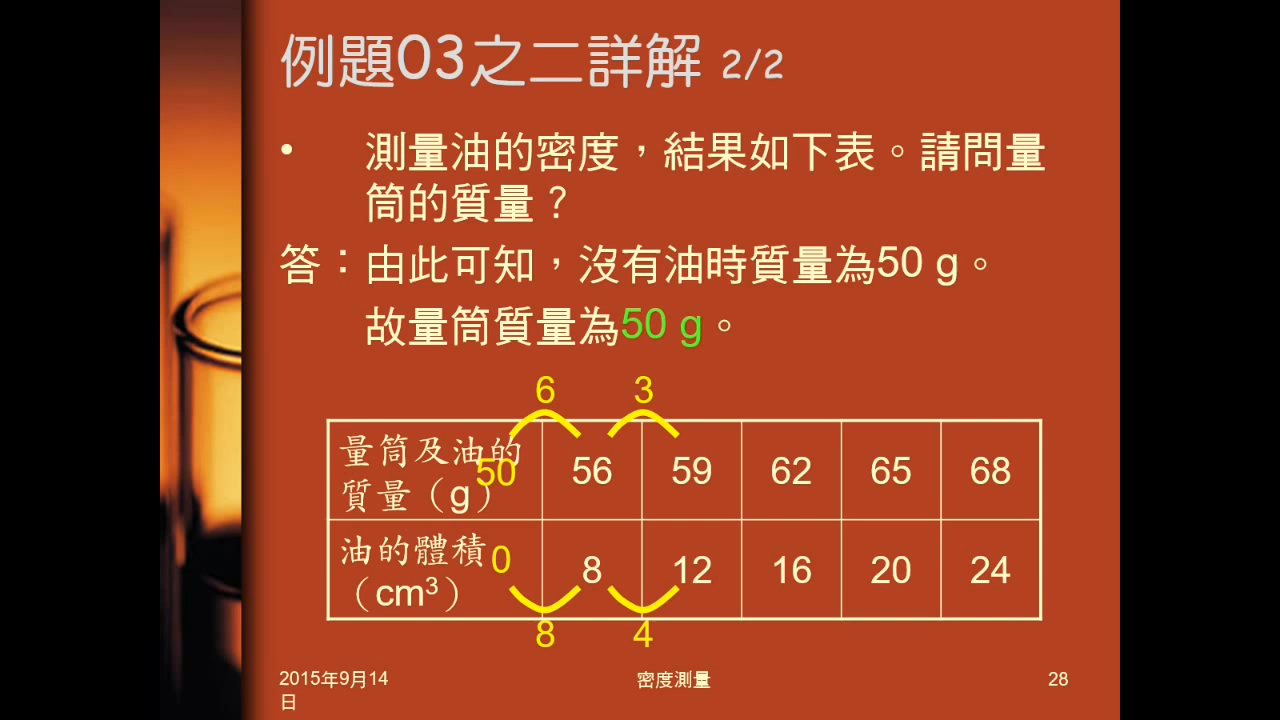 例題03之二詳解 2/2
• 測量油的密度，結果如下表。請問量
筒的質量？
答：由此可知，沒有油時質量為50 g。
故量筒質量為50 g。
6 3
量筒及油的
質量（g）
50 56 59 62 65 68
油的體積
（cm³）
0 8 12 16 20 24
8 4
2015年9月14
日
密度測量
28